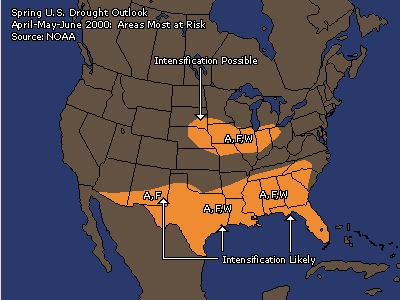 Spring U.S. Drought Outlook
April-May-June 2000: Areas Most at Risk
Source: NOAA
Intensification Possible
A, F,W
A, F
A, F,W
A, F,W
Intensification Likely